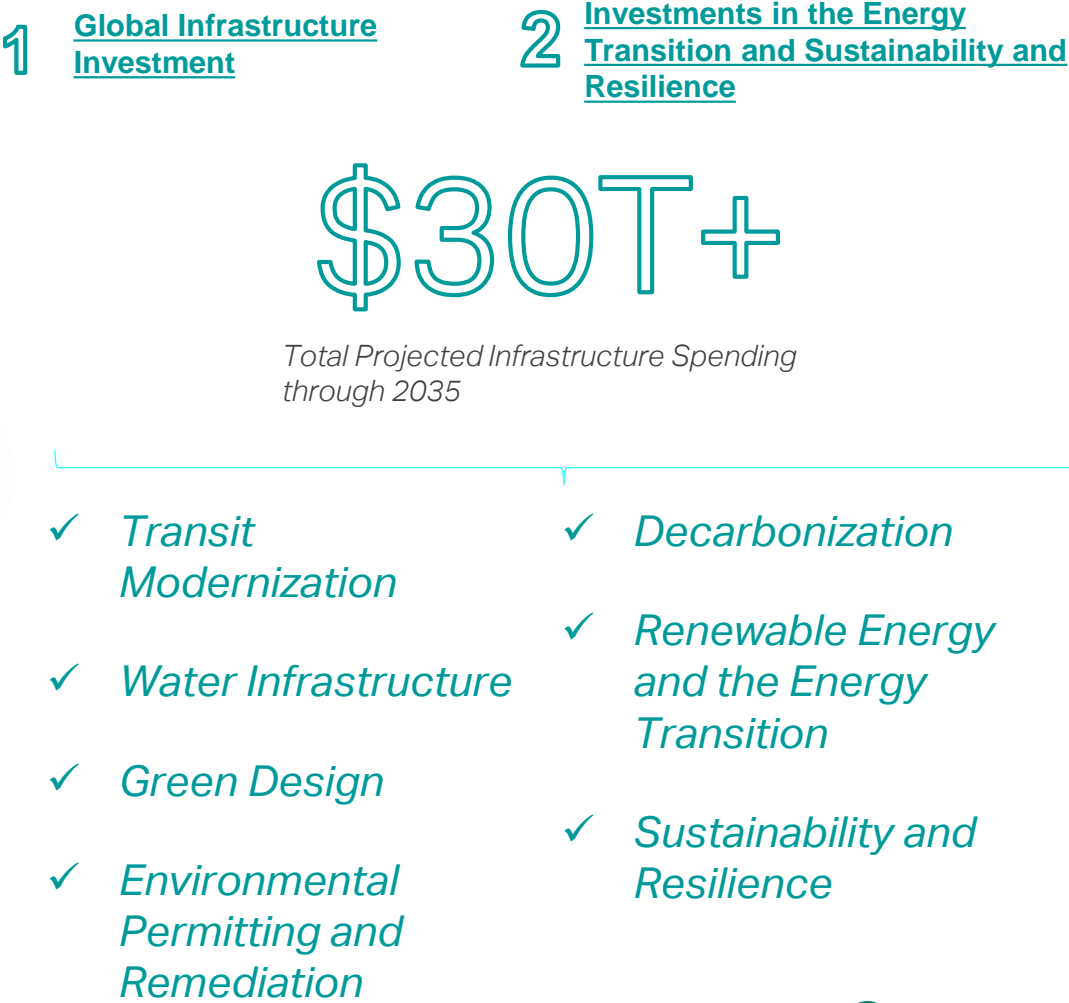 1
Global Infrastructure
Investment
2
Investments in the Energy
Transition and Sustainability and
Resilience
$30T+
Total Projected Infrastructure Spending
through 2035
✓ Transit
Modernization
✓ Water Infrastructure
✓ Green Design
✓ Environmental
Permitting and
Remediation
✓ Decarbonization
✓ Renewable Energy
and the Energy
Transition
✓ Sustainability and
Resilience